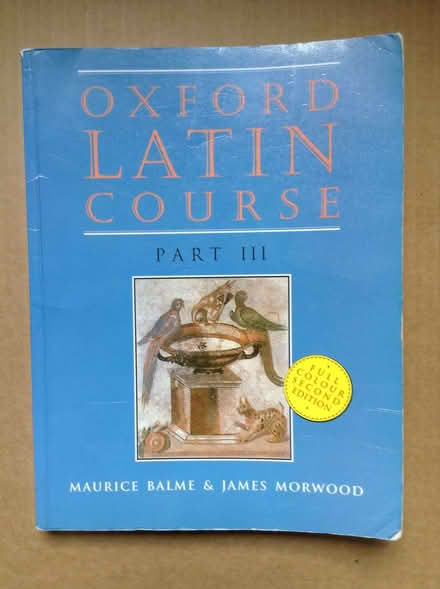 OXFORD
LATIN
COURSE
PART III
FULL
COLOUR
SECOND
EDITION
MAURICE BALME & JAMES MORWOOD